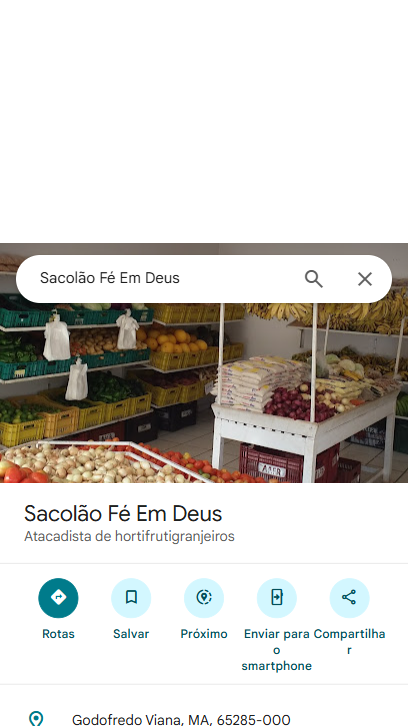 Sacolão Fé Em Deus
Sacolão Fé Em Deus
Atacadista de hortifrutigranjeiros
Rotas
Salvar
Próximo
Enviar para
o
smartphone
Compartilha
r
Godofredo Viana, MA, 65285-000